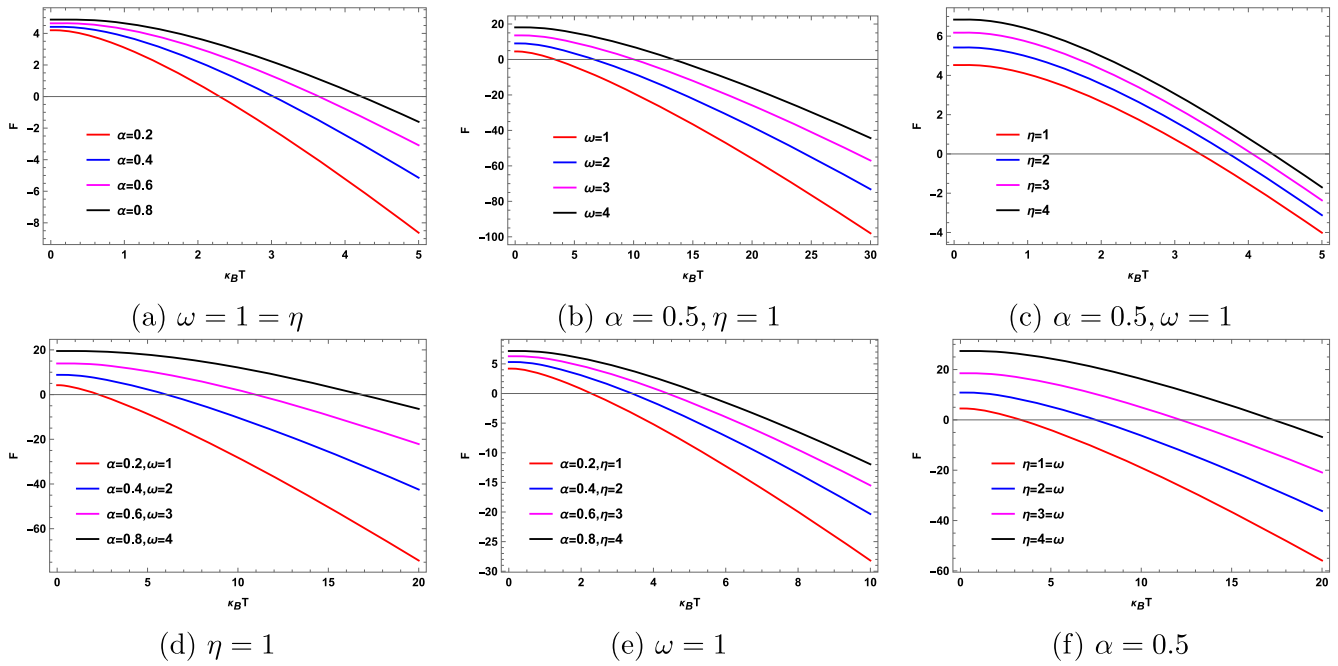 4
2
0
−2
−4
−6
−8
F
α=0.2
α=0.4
α=0.6
α=0.8
0 1 2 3 4 5
κBT
(a) ω = 1 = η
20
0
−20
−40
−60
−80
−100
F
ω=1
ω=2
ω=3
ω=4
0 5 10 15 20 25 30
κBT
(b) α = 0.5, η = 1
6
4
2
0
−2
−4
F
η=1
η=2
η=3
η=4
0 1 2 3 4 5
κBT
(c) α = 0.5, ω = 1
20
0
−20
−40
−60
F
α=0.2,ω=1
α=0.4,ω=2
α=0.6,ω=3
α=0.8,ω=4
0 5 10 15 20
κBT
(d) η = 1
5
0
−5
−10
−15
−20
−25
−30
F
α=0.2,η=1
α=0.4,η=2
α=0.6,η=3
α=0.8,η=4
0 2 4 6 8 10
κBT
(e) ω = 1
20
0
−20
−40
−60
F
η=1=ω
η=2=ω
η=3=ω
η=4=ω
0 5 10 15 20
κBT
(f) α = 0.5